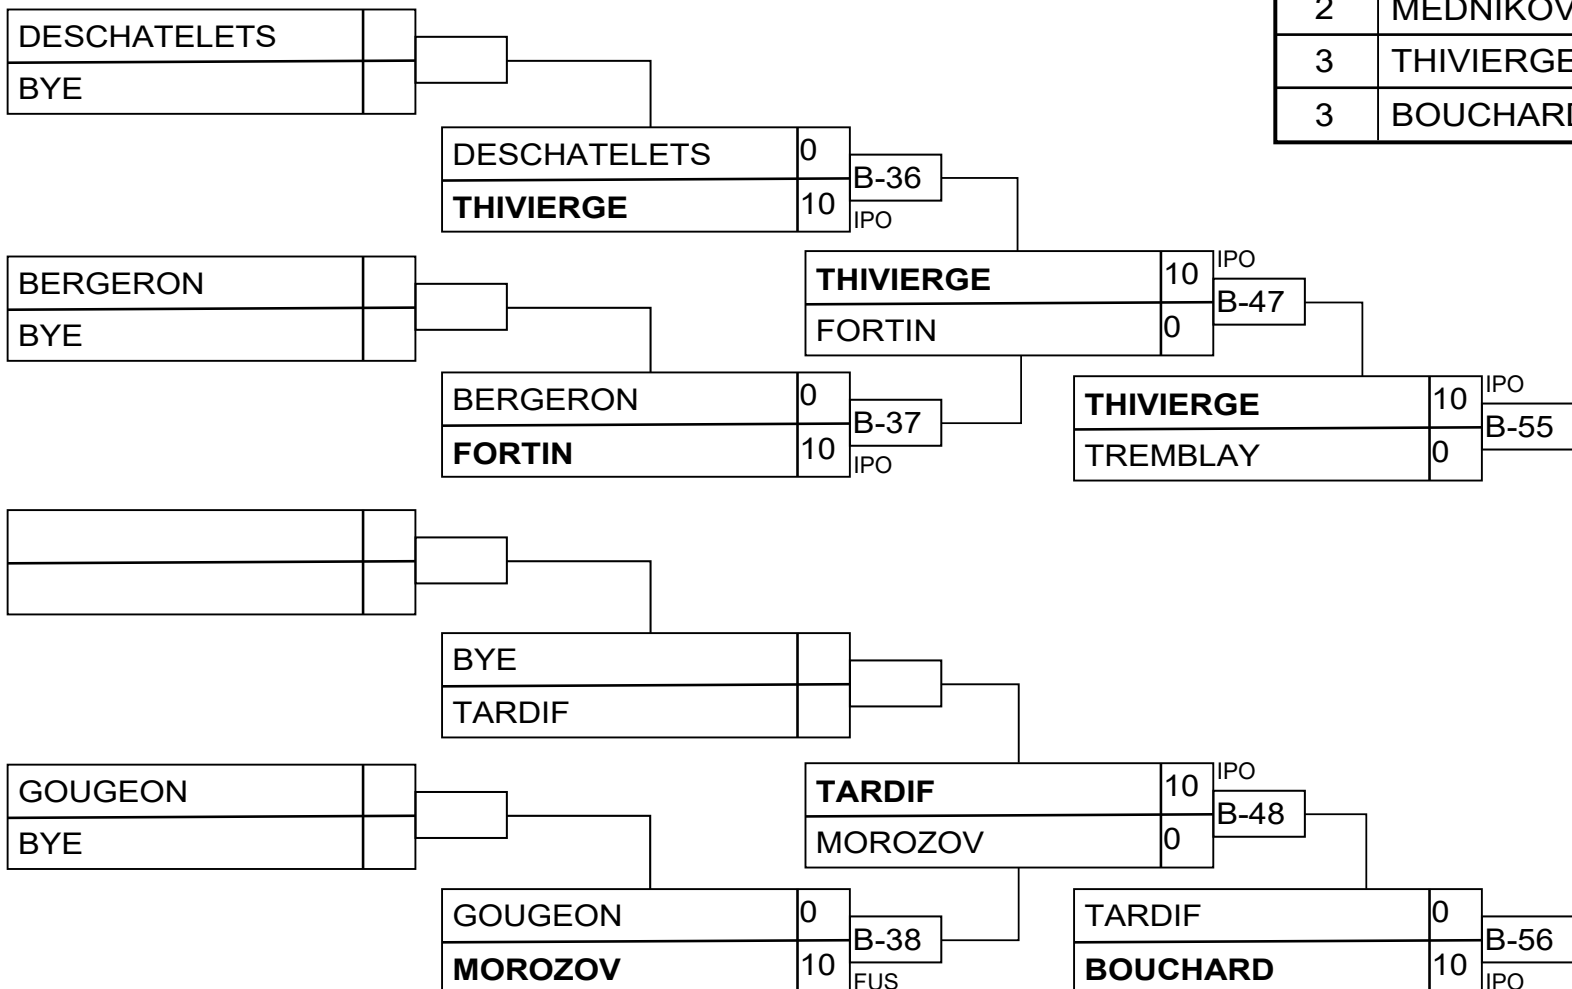 2 MEDNIKOV
3 THIVIERGE
3 BOUCHARD
DESCHATELETS
BYE
DESCHATELETS 0
THIVIERGE 10
B-36
IPO
BERGERON
BYE
THIVIERGE 10
FORTIN 0
IPO
B-47
BERGERON 0
FORTIN 10
B-37
IPO
THIVIERGE 10
TREMBLAY 0
IPO
B-55
BYE
TARDIF
GOUGEON
BYE
TARDIF 10
MOROZOV 0
IPO
B-48
GOUGEON 0
MOROZOV 10
B-38
FUS
TARDIF 0
BOUCHARD 10
B-56
IPO